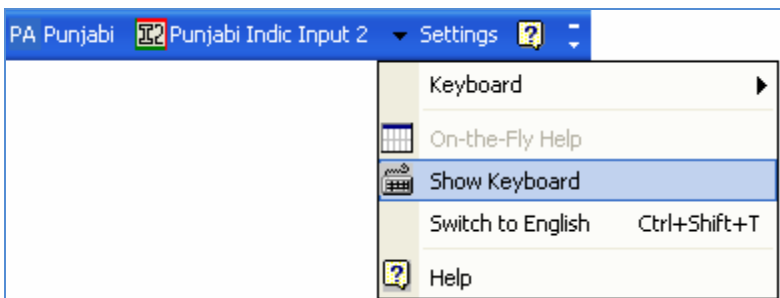 PA Punjabi I2 Punjabi Indic Input 2 Settings ?
Keyboard
On-the-Fly Help
Show Keyboard
Switch to English Ctrl+Shift+T
? Help